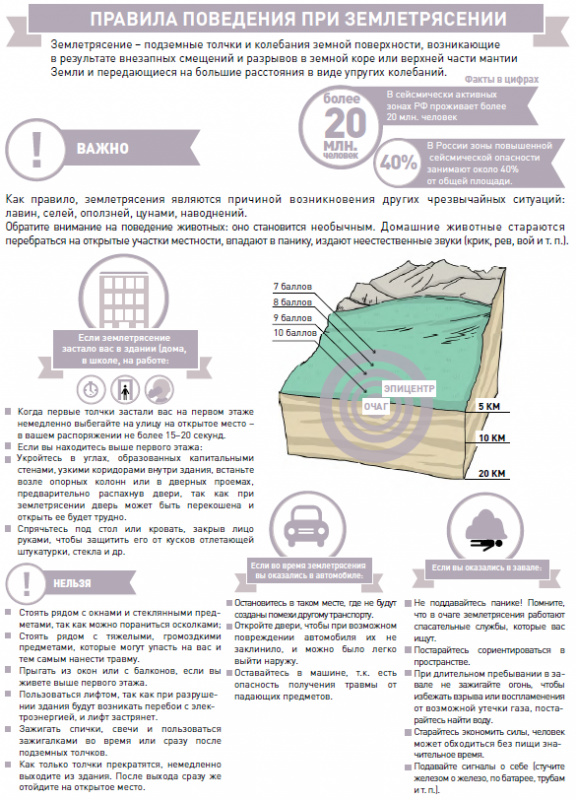 ПРАВИЛА ПОВЕДЕНИЯ ПРИ ЗЕМЛЕТРЯСЕНИИ
Землетрясение – подземные толчки и колебания земной поверхности, возникающие
в результате внезапных смещений и разрывов в земной коре или верхней части мантии
Земли и передающиеся на большие расстояния в виде упругих колебаний.
Факты в цифрах
более
20
МЛН.
человек
В сейсмически активных
зонах РФ проживает более
20 млн. человек
40%
В России зоны повышенной
сейсмической опасности
занимают около 40%
от общей площади.
!
ВАЖНО
Как правило, землетрясения являются причиной возникновения других чрезвычайных ситуаций:
лавин, селей, оползней, цунами, наводнений.
Обратите внимание на поведение животных: оно становится необычным. Домашние животные стараются
перебраться на открытые участки местности, впадают в панику, издают неестественные звуки (крик, рев, вой и т. п.).
7 баллов
8 баллов
9 баллов
10 баллов
ЭПИЦЕНТР
ОЧАГ
5 КМ
10 КМ
20 КМ
Если землетрясение
застало вас в здании (дома,
в школе, на работе:
Когда первые толчки застали вас на первом этаже
немедленно выбегайте на улицу на открытое место –
в вашем распоряжении не более 15–20 секунд.
Если вы находитесь выше первого этажа:
Укройтесь в углах, образованных капитальными
стенами, узкими коридорами внутри здания, встаньте
возле опорных колонн или в дверных проемах,
предварительно распахнув двери, так как при
землетрясении дверь может быть перекошена и
открыть ее будет трудно.
Спрячьтесь под стол или кровать, закрыв лицо
руками, чтобы защитить его от кусков отлетающей
штукатурки, стекла и др.
!
НЕЛЬЗЯ
Стоять рядом с окнами и стеклянными пред-
метами, так как можно пораниться осколками;
Стоять рядом с тяжелыми, громоздкими
предметами, которые могут упасть на вас и
тем самым нанести травму.
Прыгать из окон или с балконов, если вы
живете выше первого этажа.
Пользоваться лифтом, так как при разруше-
нии здания будут возникать перебои с элек-
троэнергией, и лифт застрянет.
Зажигать спички, свечи и пользоваться
зажигалками во время или сразу после
подземных толчков.
Как только толчки прекратятся, немедленно
выходите из здания. После выхода сразу же
отойдите на открытое место.
Если во время землетрясения
вы оказались в автомобиле:
Остановитесь в таком месте, где не будут
созданы помехи другому транспорту.
Откройте двери, чтобы при возможном
повреждении автомобиля их не
заклинило, и можно было легко
выйти наружу.
Оставайтесь в машине, т.к. есть
опасность получения травмы от
падающих предметов.
Если вы оказались в завале:
Не поддавайтесь панике! Помните,
что в очаге землетрясения работают
спасательные службы, которые вас
ищут.
Постарайтесь сориентироваться в
пространстве.
При длительном пребывании в за-
вале не зажигайте огонь, чтобы
избежать взрыва или воспламенения
от возможной утечки газа, поста-
райтесь найти воду.
Старайтесь экономить силы, человек
может обходиться без пищи зна-
чительное время.
Подавайте сигналы о себе (стучите
железом о железо, по батарее, трубам
и т. п.).